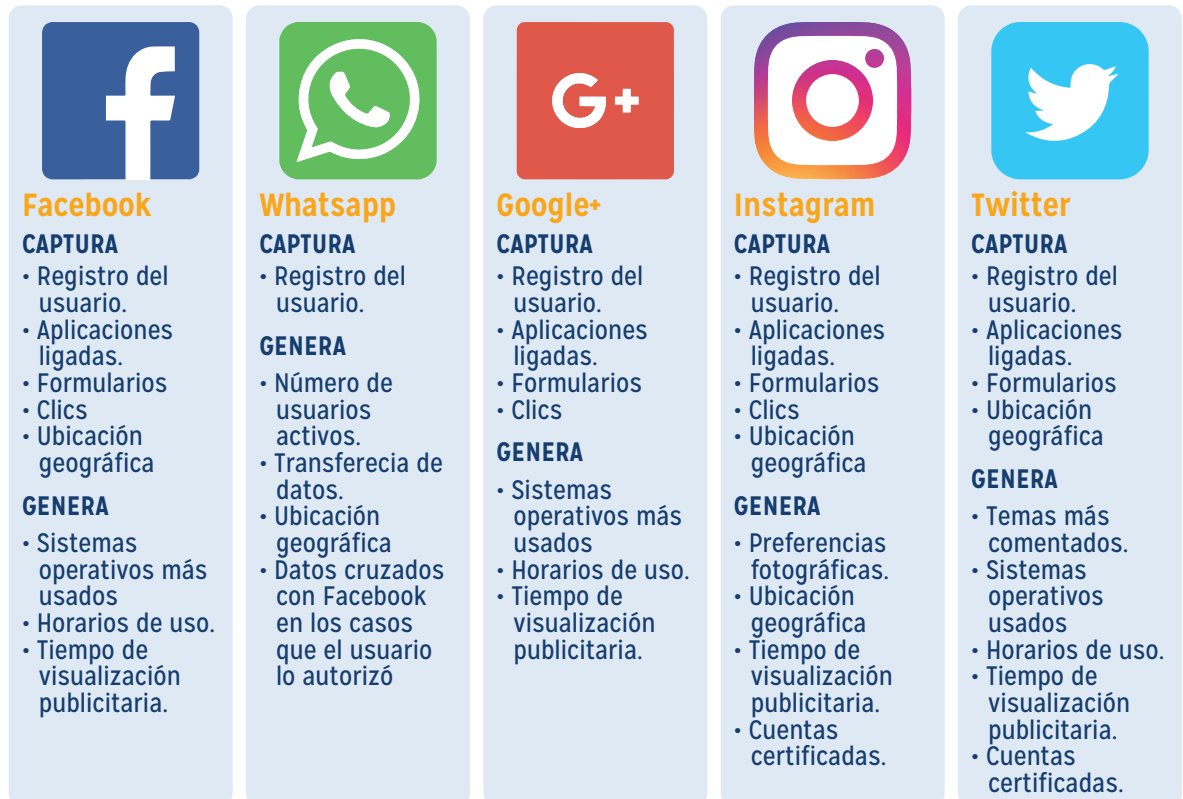 G+
Facebook
CAPTURA
• Registro del
usuario.
• Aplicaciones
ligadas.
• Formularios
• Clics
• Ubicación
geográfica
GENERA
• Sistemas
operativos más
usados
• Horarios de uso.
• Tiempo de
visualización
publicitaria.
Whatsapp
CAPTURA
• Registro del
usuario.
GENERA
• Número de
usuarios
activos.
• Transferecia de
datos.
• Ubicación
geográfica
• Datos cruzados
con Facebook
en los casos
que el usuario
lo autorizó
Google+
CAPTURA
• Registro del
usuario.
• Aplicaciones
ligadas.
• Formularios
• Clics
GENERA
• Sistemas
operativos más
usados
• Horarios de uso.
• Tiempo de
visualización
publicitaria.
Instagram
CAPTURA
• Registro del
usuario.
• Aplicaciones
ligadas.
• Formularios
• Clics
• Ubicación
geográfica
GENERA
• Preferencias
fotográficas.
• Ubicación
geográfica
• Tiempo de
visualización
publicitaria.
• Cuentas
certificadas.
Twitter
CAPTURA
• Registro del
usuario.
• Aplicaciones
ligadas.
• Formularios
• Ubicación
geográfica
GENERA
• Temas más
comentados.
• Sistemas
operativos
usados
• Horarios de uso.
• Tiempo de
visualización
publicitaria.
• Cuentas
certificadas.